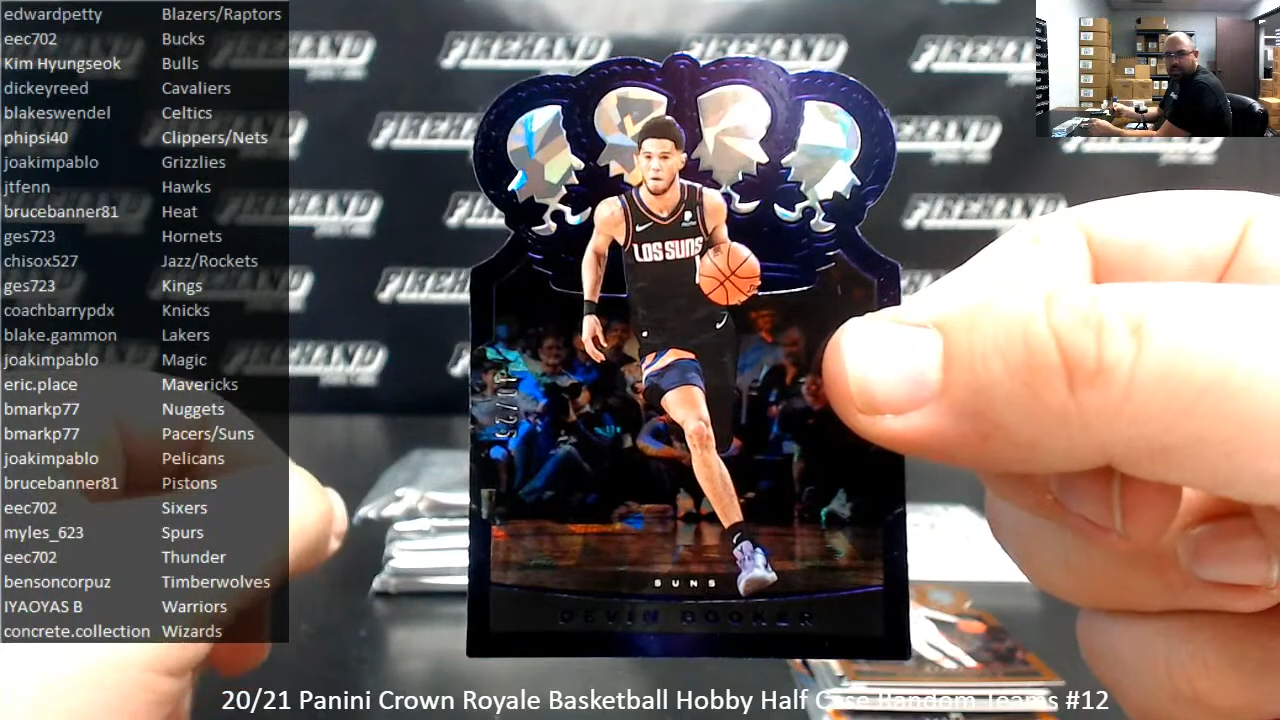 edwardpetty Blazers/Raptors
eec702 Bucks
Kim Hyungseok Bulls
dickeyreed Cavaliers
blakeswendel Celtics
phipsi40 Clippers/Nets
joakimpablo Grizzlies
jtfenn Hawks
brucebanner81 Heat
ges723 Hornets
chisox527 Jazz/Rockets
ges723 Kings
coachbarrypdx Knicks
blake.gammon Lakers
joakimpablo Magic
eric.place Mavericks
bmarkp77 Nuggets
bmarkp77 Pacers/Suns
joakimpablo Pelicans
brucebanner81 Pistons
eec702 Sixers
myles_623 Spurs
eec702 Thunder
bensoncorpuz Timberwolves
IYAOYAS B Warriors
concrete.collection Wizards
FIREHAND
FIREHAND
FIREHAND
LOS SUNS
SUNS
DEVIN BOOKER
20/21 Panini Crown Royale Basketball Hobby Half Case Random Teams #12